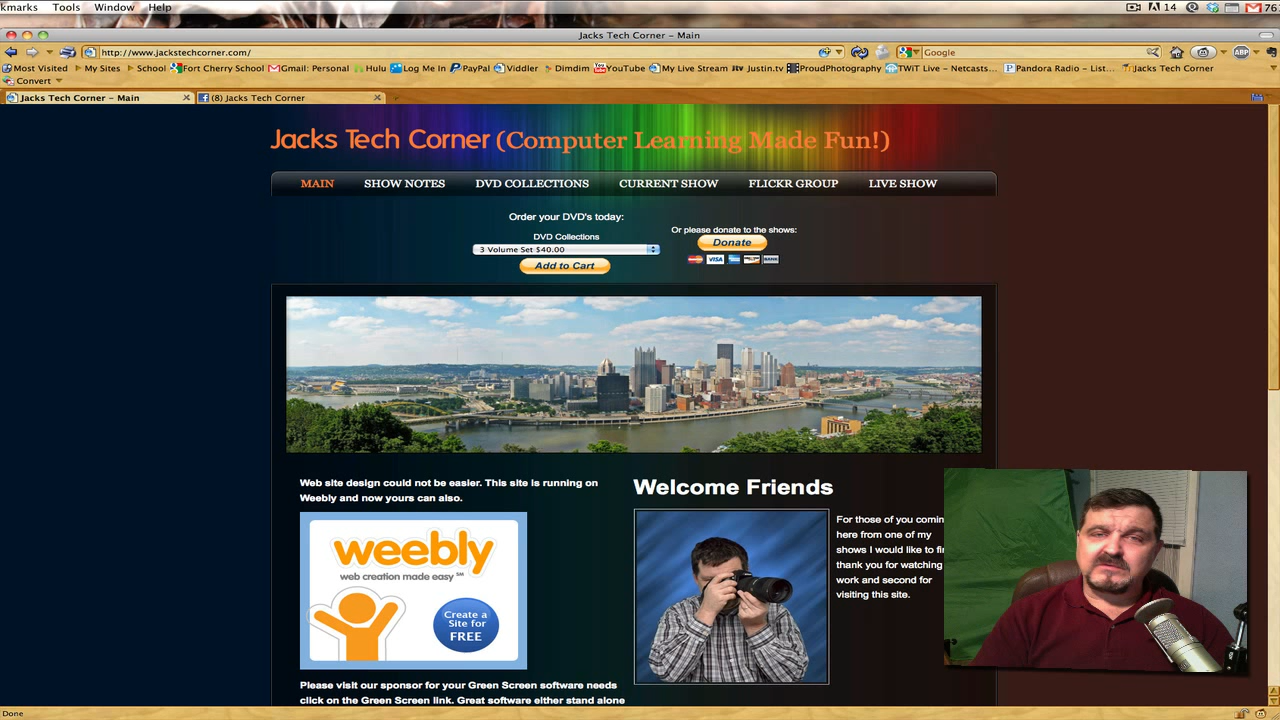 kmarks Tools Window Help
14
76
Jacks Tech Corner – Main
http://www.jackstechcorner.com/
Google
ABP
Most Visited My Sites School Fort Cherry School Gmail: Personal Hulu Log Me In PayPal Viddler Dimdim YouTube My Live Stream Justin.tv ProudPhotography TWiT Live – Netcasts... Pandora Radio – List... Jacks Tech Corner
Convert
Jacks Tech Corner – Main
(8) Jacks Tech Corner
Jacks Tech Corner (Computer Learning Made Fun!)
MAIN SHOW NOTES DVD COLLECTIONS CURRENT SHOW FLICKR GROUP LIVE SHOW
Order your DVD's today:
DVD Collections
3 Volume Set $40.00
Add to Cart
Or please donate to the shows:
Donate
VISA
BANK
Web site design could not be easier. This site is running on
Weebly and now yours can also.
weebly
web creation made easy SM
Create a
Site for
FREE
Please visit our sponsor for your Green Screen software needs
click on the Green Screen link. Great software either stand alone
Welcome Friends
For those of you comin
here from one of my
shows I would like to fi
thank you for watching
work and second for
visiting this site.
Done